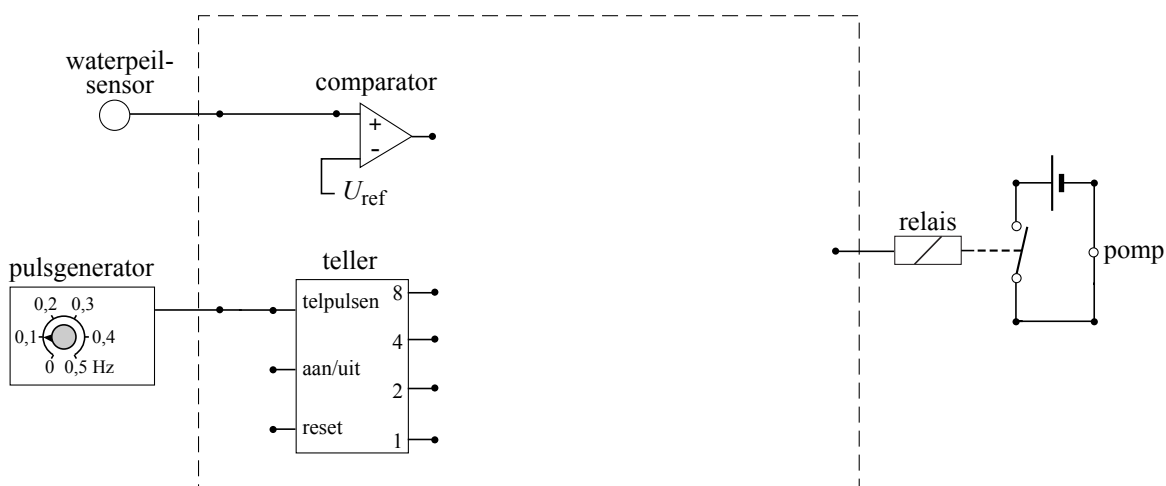 waterpeil-
sensor
comparator
+
-
Uref
relais
pomp
pulsgenerator
0,2 0,3
0,1 0,4
0 0,5 Hz
teller
telpulsen
aan/uit
reset
8
4
2
1